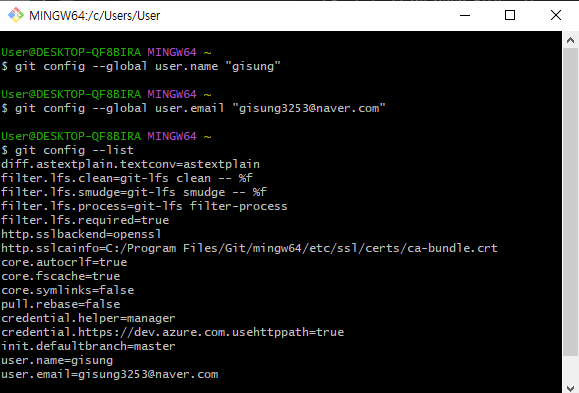 MINGW64:/c/Users/User
User@DESKTOP-QF8BIRA MINGW64 ~
$ git config --global user.name "gisung"
User@DESKTOP-QF8BIRA MINGW64 ~
$ git config --global user.email "gisung3253@naver.com"
User@DESKTOP-QF8BIRA MINGW64 ~
$ git config --list
diff.astextplain.textconv=astextplain
filter.lfs.clean=git-lfs clean -- %f
filter.lfs.smudge=git-lfs smudge -- %f
filter.lfs.process=git-lfs filter-process
filter.lfs.required=true
http.sslbackend=openssl
http.sslcainfo=C:/Program Files/Git/mingw64/etc/ssl/certs/ca-bundle.crt
core.autocrlf=true
core.fscache=true
core.symlinks=false
pull.rebase=false
credential.helper=manager
credential.https://dev.azure.com.usehttppath=true
init.defaultbranch=master
user.name=gisung
user.email=gisung3253@naver.com